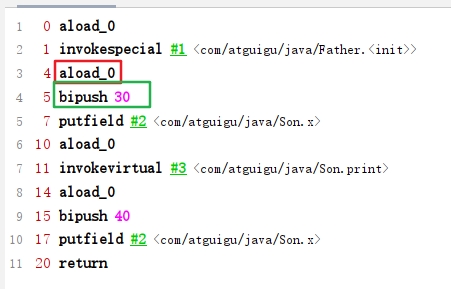 1 0 aload_0
2 1 invokespecial #1 <com/atguigu/java/Father.<init>>
3 4 aload_0
4 5 bipush 30
5 7 putfield #2 <com/atguigu/java/Son.x>
6 10 aload_0
7 11 invokevirtual #3 <com/atguigu/java/Son.print>
8 14 aload_0
9 15 bipush 40
10 17 putfield #2 <com/atguigu/java/Son.x>
11 20 return